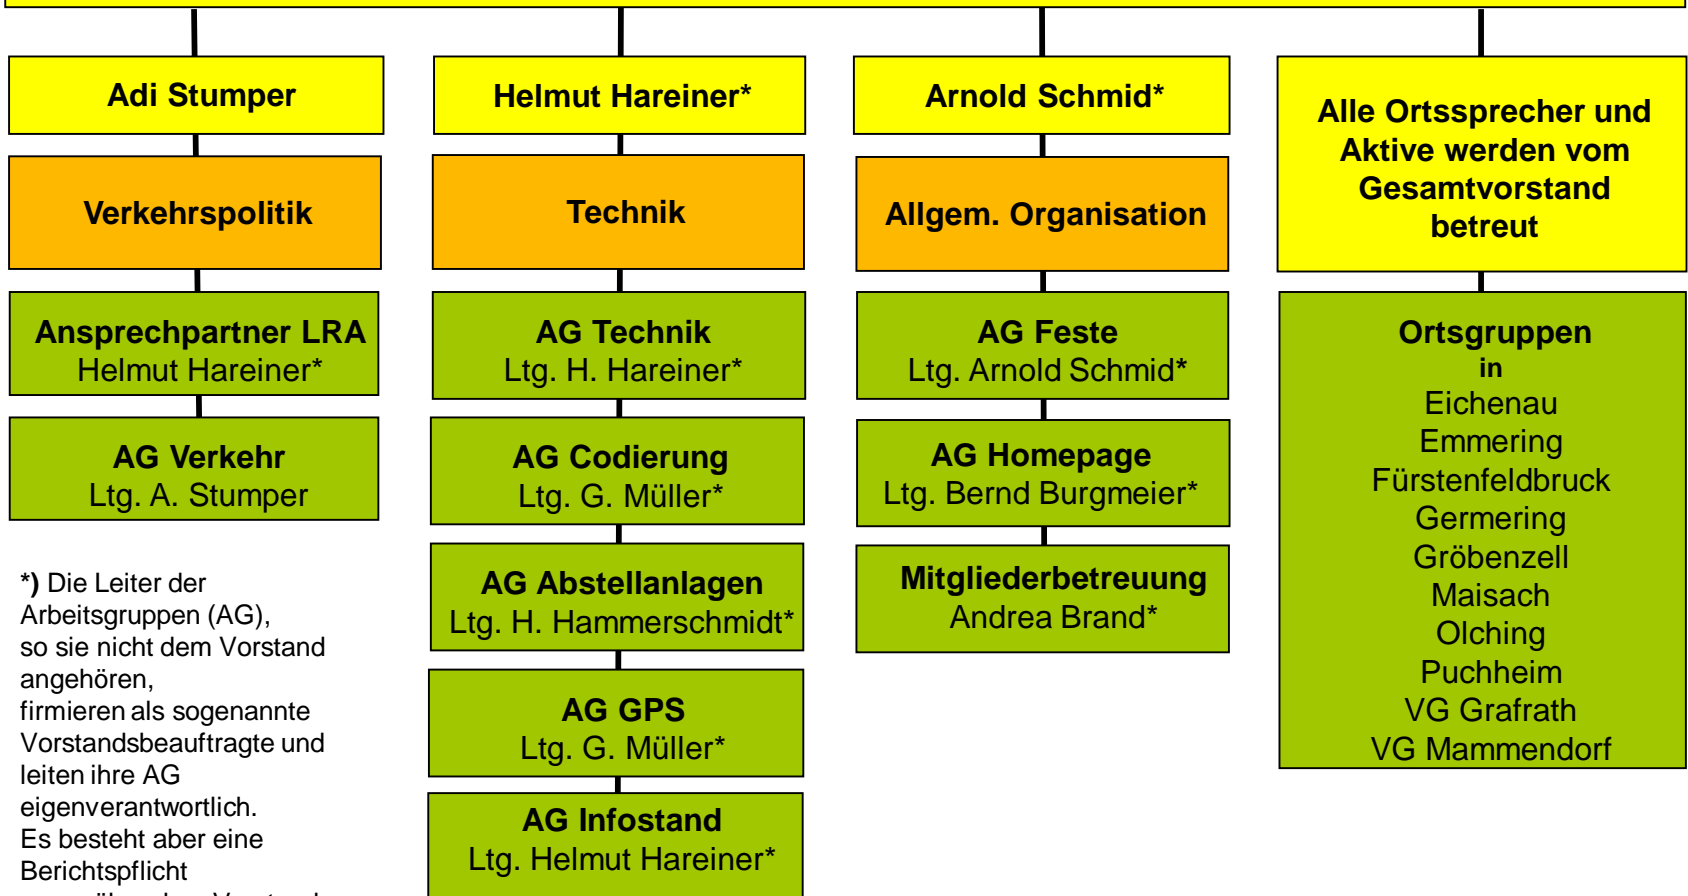 Adi Stumper
Verkehrspolitik
Ansprechpartner LRA
Helmut Hareiner*
AG Verkehr
Ltg. A. Stumper
*) Die Leiter der
Arbeitsgruppen (AG),
so sie nicht dem Vorstand
angehören,
firmieren als sogenannte
Vorstandsbeauftragte und
leiten ihre AG
eigenverantwortlich.
Es besteht aber eine
Berichtspflicht
Helmut Hareiner*
Technik
AG Technik
Ltg. H. Hareiner*
AG Codierung
Ltg. G. Müller*
AG Abstellanlagen
Ltg. H. Hammerschmidt*
AG GPS
Ltg. G. Müller*
AG Infostand
Ltg. Helmut Hareiner*
Arnold Schmid*
Allgem. Organisation
AG Feste
Ltg. Arnold Schmid*
AG Homepage
Ltg. Bernd Burgmeier*
Mitgliederbetreuung
Andrea Brand*
Alle Ortssprecher und
Aktive werden vom
Gesamtvorstand
betreut
Ortsgruppen
in
Eichenau
Emmering
Fürstenfeldbruck
Germering
Gröbenzell
Maisach
Olching
Puchheim
VG Grafrath
VG Mammendorf